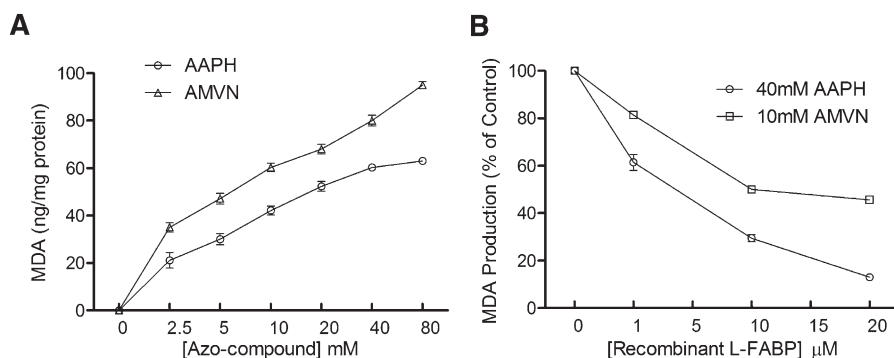 A
AAPH
AMVN
MDA (ng/mg protein)
100
80
60
40
20
0
0 2.5 5 10 20 40 80
[Azo-compound] mM
B
40mM AAPH
10mM AMVN
MDA Production (% of Control)
100
80
60
40
20
0
0 1 5 10 15 20
[Recombinant L-FABP] µM